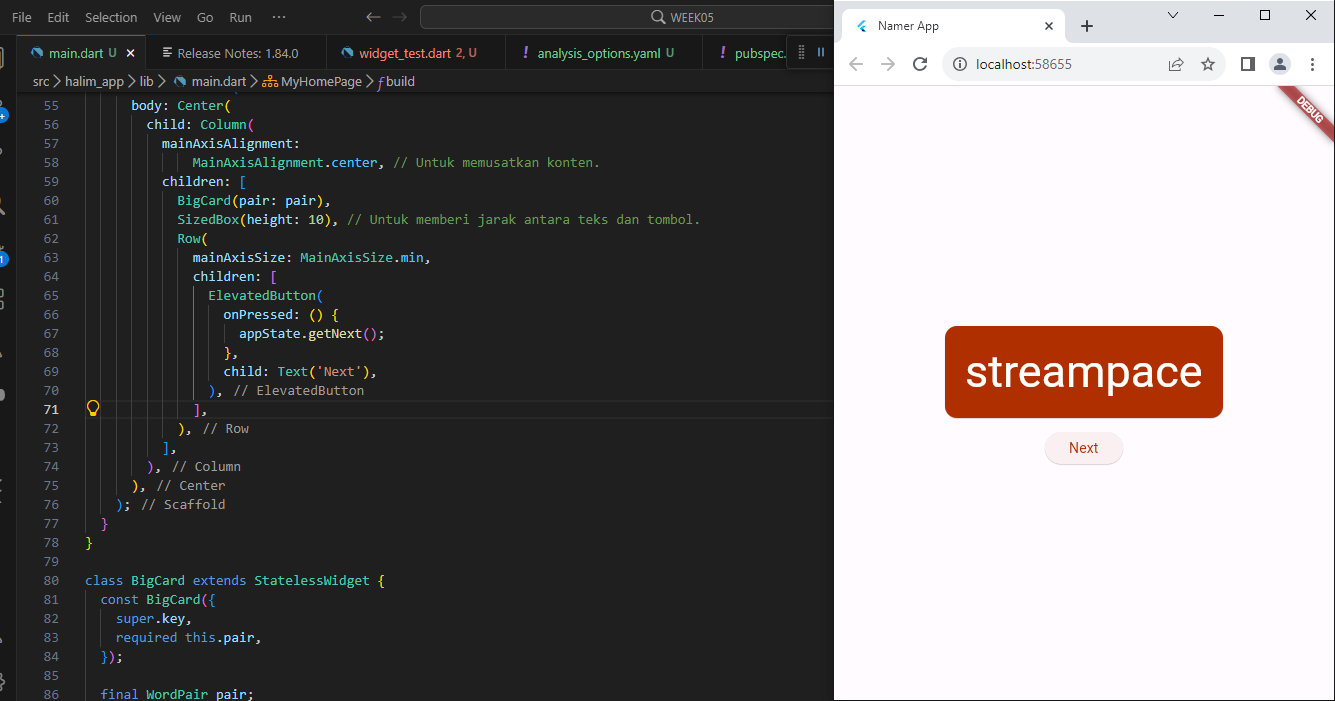 File Edit Selection View Go Run ··· WEEK05
main.dart U Release Notes: 1.84.0 widget_test.dart 2, U analysis_options.yaml U pubspec.
src > halim_app > lib > main.dart > MyHomePage > build
55 body: Center(
56 child: Column(
57 mainAxisAlignment:
58 MainAxisAlignment.center, // Untuk memusatkan konten.
59 children: [
60 BigCard(pair: pair),
61 SizedBox(height: 10), // Untuk memberi jarak antara teks dan tombol.
62 Row(
63 mainAxisSize: MainAxisSize.min,
64 children: [
65 ElevatedButton(
66 onPressed: () {
67 appState.getNext();
68 },
69 child: Text('Next'),
70 ), // ElevatedButton
71 ],
72 ), // Row
73 ],
74 ), // Column
75 ), // Center
76 ); // Scaffold
77 }
78 }
79
80 class BigCard extends StatelessWidget {
81 const BigCard({
82 super.key,
83 required this.pair,
84 });
85
86 final WordPair pair;
Namer App
localhost:58655
DEBUG
streampace
Next